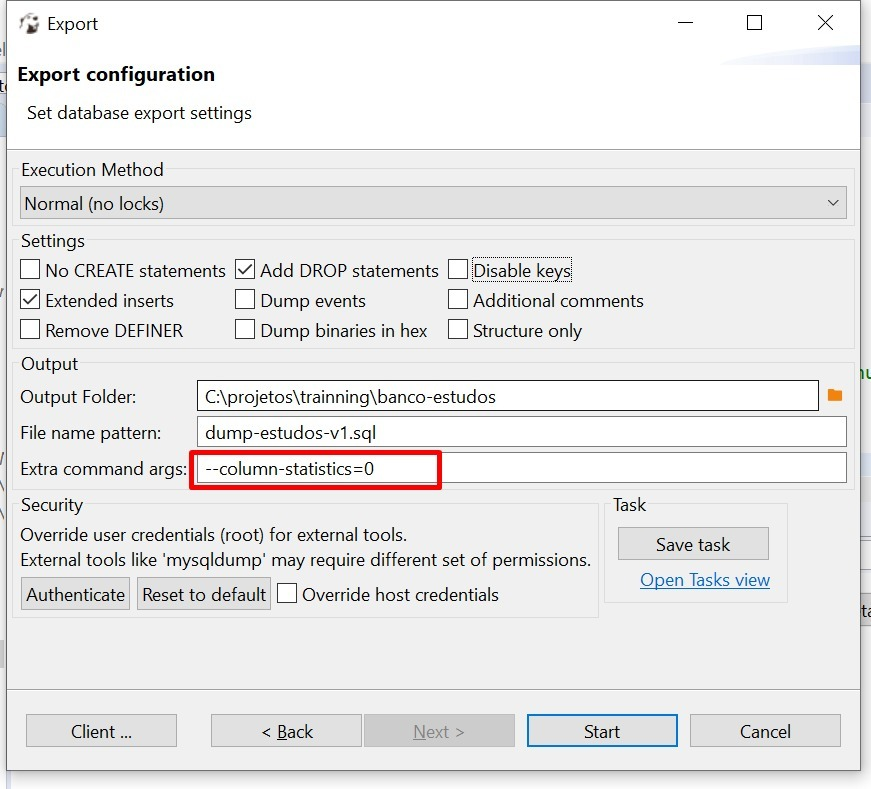 Export
Export configuration
Set database export settings
Execution Method
Normal (no locks)
Settings
No CREATE statements Add DROP statements Disable keys
Extended inserts Dump events Additional comments
Remove DEFINER Dump binaries in hex Structure only
Output
Output Folder: C:\projetos\trainning\banco-estudos
File name pattern: dump-estudos-v1.sql
Extra command args: --column-statistics=0
Security Task
Override user credentials (root) for external tools.
External tools like 'mysqldump' may require different set of permissions.
Save task
Open Tasks view
Authenticate Reset to default Override host credentials
Client ... < Back Next > Start Cancel